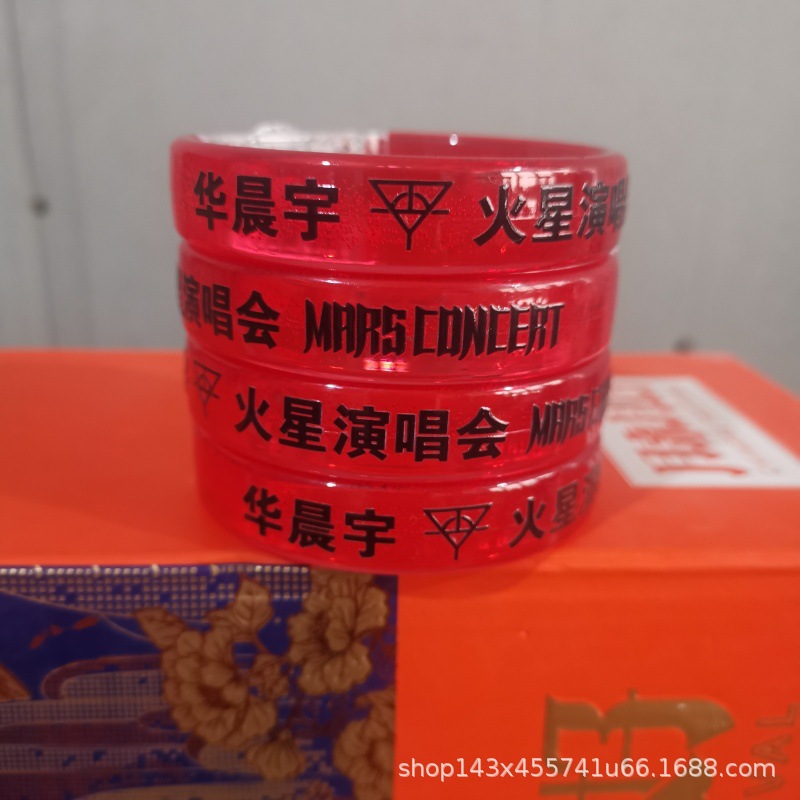 华晨宇 火星演唱
演唱会 MARS CONCERT
火星演唱会 MARS
华晨宇 火星
shop143x455741u66.1688.com